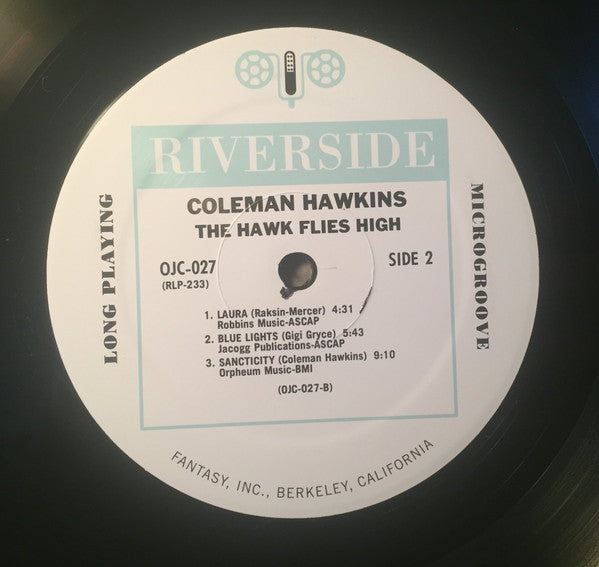 RIVERSIDE
COLEMAN HAWKINS
THE HAWK FLIES HIGH
LONG PLAYING
MICROGROOVE
OJC-027
(RLP-233)
SIDE 2
1. LAURA (Raksin-Mercer) 4:31
Robbins Music-ASCAP
2. BLUE LIGHTS (Gigi Gryce) 5:43
Jacogg Publications-ASCAP
3. SANCTICITY (Coleman Hawkins) 9:10
Orpheum Music-BMI
(OJC-027-B)
FANTASY, INC., BERKELEY, CALIFORNIA